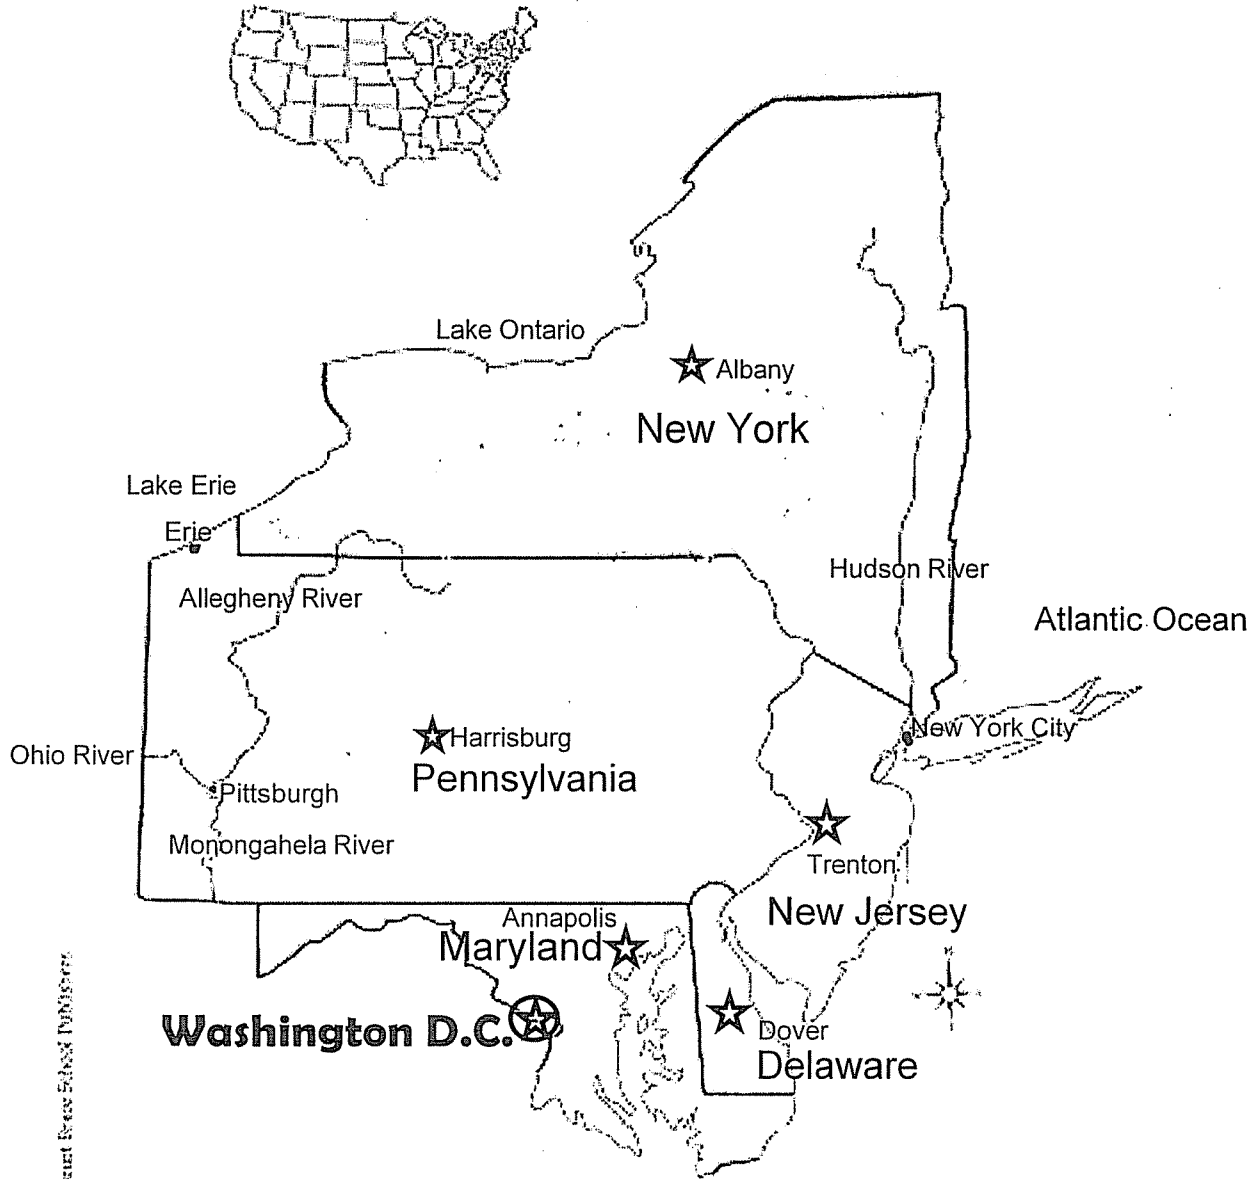 Lake Ontario
Albany
New York
Lake Erie
Erie
Hudson River
Allegheny River
Atlantic Ocean
New York City
Harrisburg
Ohio River
Pennsylvania
Pittsburgh
Monongahela River
Trenton
New Jersey
Annapolis
Maryland
Washington D.C.
Dover
Delaware